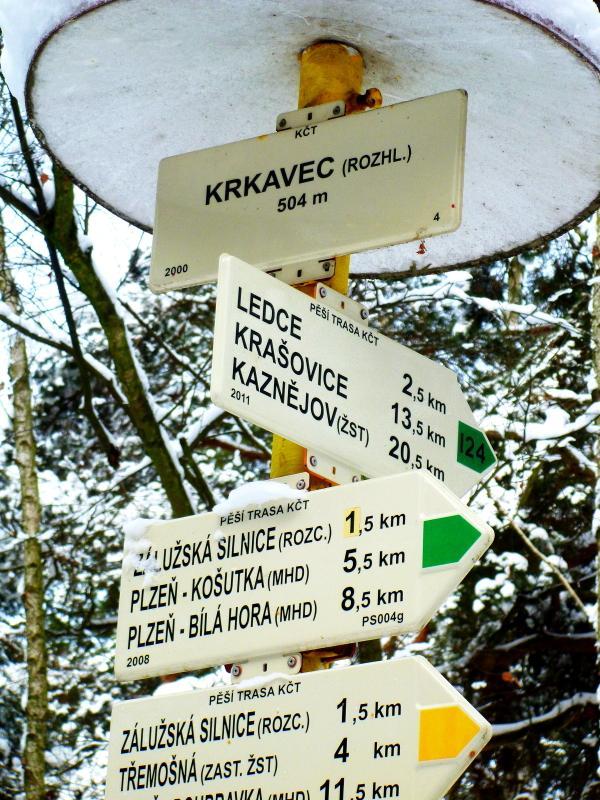 KČT
KRKAVEC (ROZHL.)
504 m
2000 4
PĚŠÍ TRASA KČT
LEDCE 2,5 km
KRAŠOVICE 13,5 km
KAZNĚJOV (ŽST) 20,5 km
2011
124
PĚŠÍ TRASA KČT
ZÁLUŽSKÁ SILNICE (ROZC.) 1,5 km
PLZEŇ - KOŠUTKA (MHD) 5,5 km
PLZEŇ - BÍLÁ HORA (MHD) 8,5 km
2008 PS004g
PĚŠÍ TRASA KČT
ZÁLUŽSKÁ SILNICE (ROZC.) 1,5 km
TŘEMOŠNÁ (ZAST. ŽST) 4 km
(MHD) 11,5 km